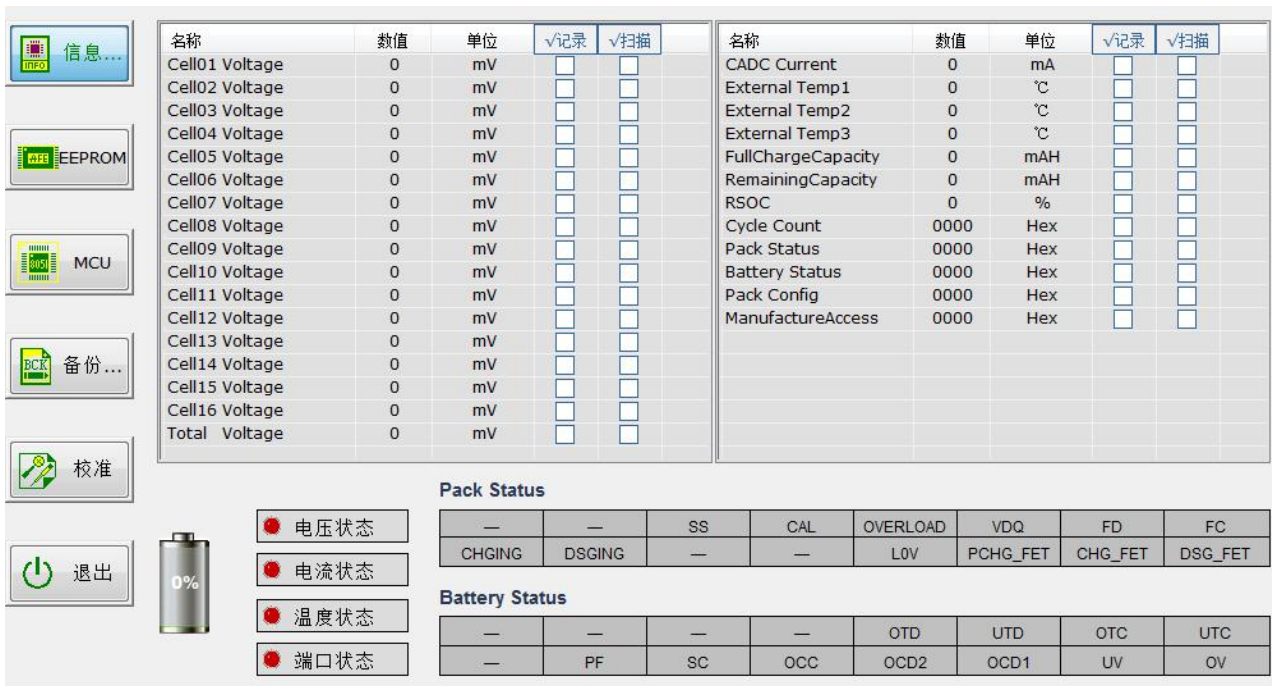 信息...
INFO
AFE EEPROM
8051 MCU
BCK 备份...
校准
退出
名称 数值 单位 √记录 √扫描
Cell01 Voltage 0 mV
Cell02 Voltage 0 mV
Cell03 Voltage 0 mV
Cell04 Voltage 0 mV
Cell05 Voltage 0 mV
Cell06 Voltage 0 mV
Cell07 Voltage 0 mV
Cell08 Voltage 0 mV
Cell09 Voltage 0 mV
Cell10 Voltage 0 mV
Cell11 Voltage 0 mV
Cell12 Voltage 0 mV
Cell13 Voltage 0 mV
Cell14 Voltage 0 mV
Cell15 Voltage 0 mV
Cell16 Voltage 0 mV
Total Voltage 0 mV
名称 数值 单位 √记录 √扫描
CADC Current 0 mA
External Temp1 0 ℃
External Temp2 0 ℃
External Temp3 0 ℃
FullChargeCapacity 0 mAH
RemainingCapacity 0 mAH
RSOC 0 %
Cycle Count 0000 Hex
Pack Status 0000 Hex
Battery Status 0000 Hex
Pack Config 0000 Hex
ManufactureAccess 0000 Hex
0%
电压状态
电流状态
温度状态
端口状态
Pack Status
— — SS CAL OVERLOAD VDQ FD FC
CHGING DSGING — — L0V PCHG_FET CHG_FET DSG_FET
Battery Status
— — — — OTD UTD OTC UTC
— PF SC OCC OCD2 OCD1 UV OV